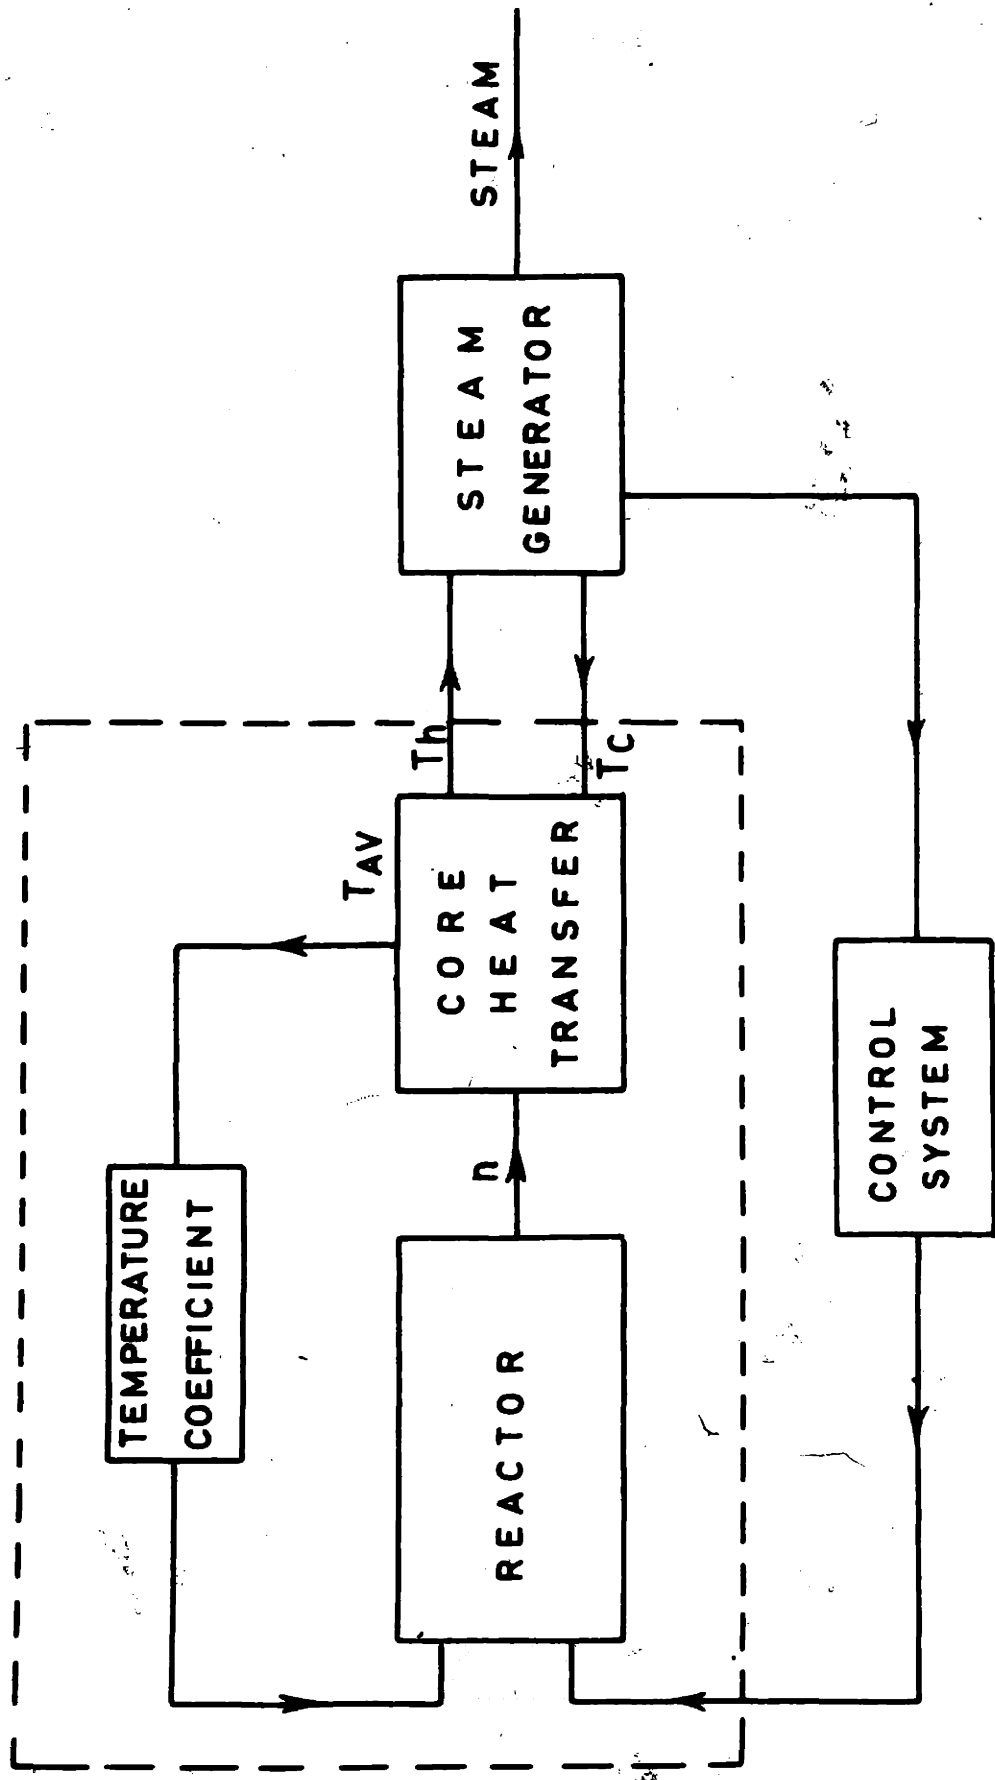 TEMPERATURE
COEFFICIENT
TAV
REACTOR
n
CORE
HEAT
TRANSFER
Th
TC
STEAM
GENERATOR
STEAM
CONTROL
SYSTEM